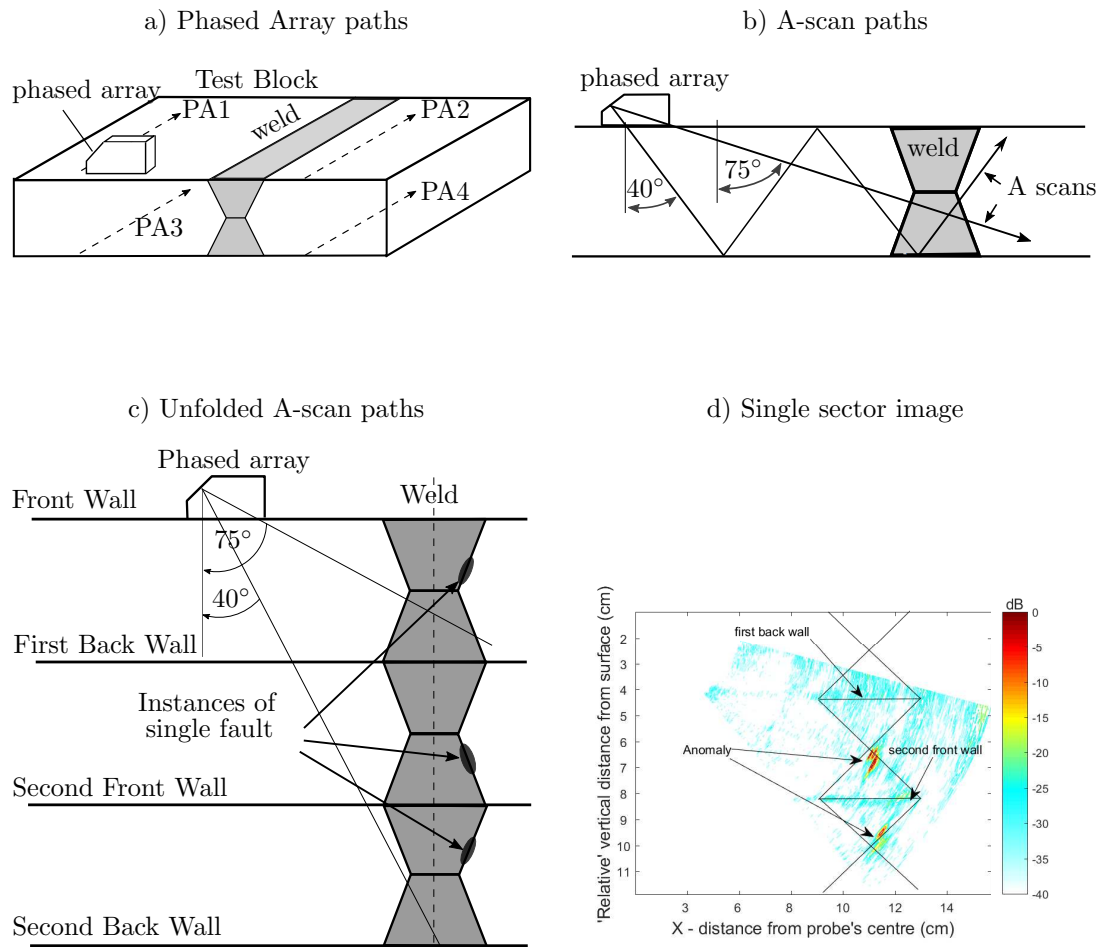 a) Phased Array paths
Test Block
phased array
PA1
weld
PA2
PA3
PA4
b) A-scan paths
phased array
40°
75°
weld
A scans
c) Unfolded A-scan paths
Phased array
Front Wall
Weld
75°
40°
First Back Wall
Instances of
single fault
Second Front Wall
Second Back Wall
d) Single sector image
'Relative' vertical distance from surface (cm)
2
3
4
5
6
7
8
9
10
11
first back wall
Anomaly
second front wall
3
4
6
8
10
12
14
X - distance from probe's centre (cm)
dB
0
-5
-10
-15
-20
-25
-30
-35
-40